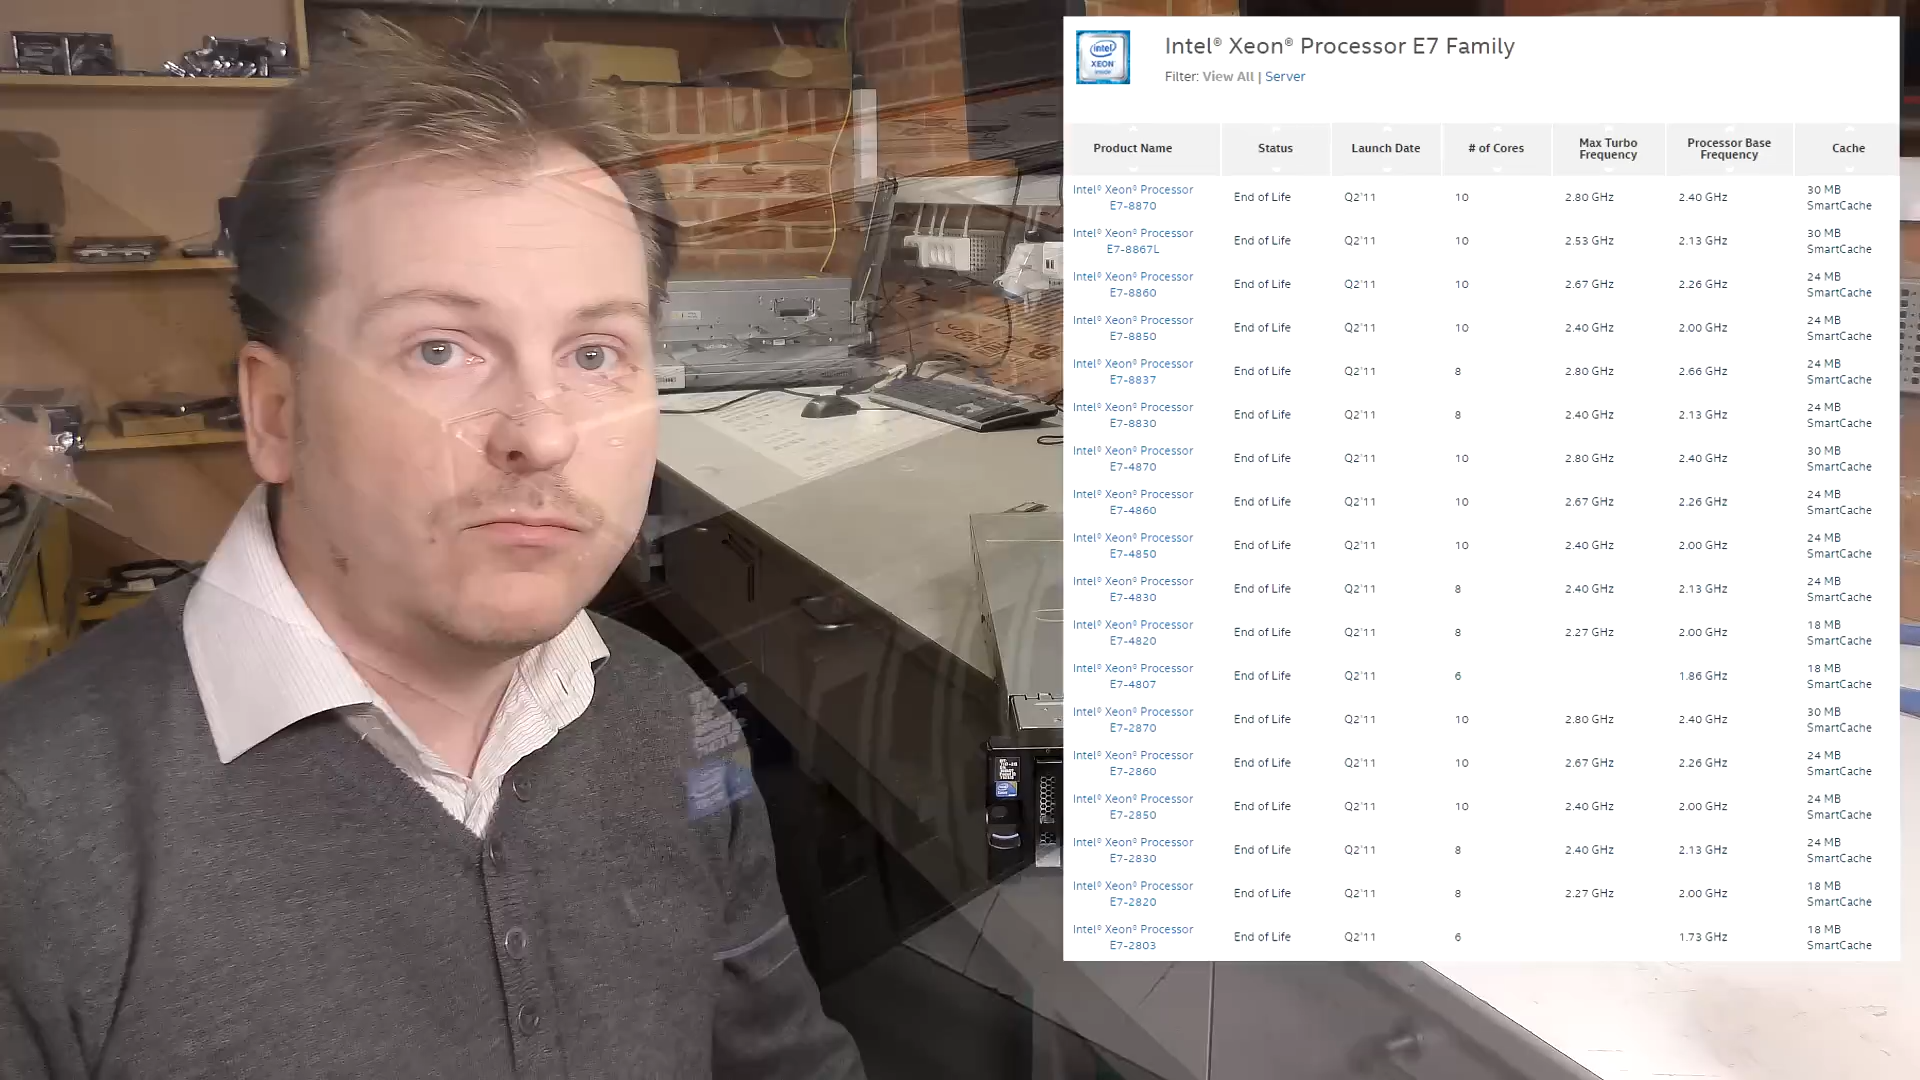 intel
XEON
inside
Intel® Xeon® Processor E7 Family
Filter: View All | Server
Product Name Status Launch Date # of Cores Max Turbo Frequency Processor Base Frequency Cache
Intel® Xeon® Processor E7-8870 End of Life Q2'11 10 2.80 GHz 2.40 GHz 30 MB SmartCache
Intel® Xeon® Processor E7-8867L End of Life Q2'11 10 2.53 GHz 2.13 GHz 30 MB SmartCache
Intel® Xeon® Processor E7-8860 End of Life Q2'11 10 2.67 GHz 2.26 GHz 24 MB SmartCache
Intel® Xeon® Processor E7-8850 End of Life Q2'11 10 2.40 GHz 2.00 GHz 24 MB SmartCache
Intel® Xeon® Processor E7-8837 End of Life Q2'11 8 2.80 GHz 2.66 GHz 24 MB SmartCache
Intel® Xeon® Processor E7-8830 End of Life Q2'11 8 2.40 GHz 2.13 GHz 24 MB SmartCache
Intel® Xeon® Processor E7-4870 End of Life Q2'11 10 2.80 GHz 2.40 GHz 30 MB SmartCache
Intel® Xeon® Processor E7-4860 End of Life Q2'11 10 2.67 GHz 2.26 GHz 24 MB SmartCache
Intel® Xeon® Processor E7-4850 End of Life Q2'11 10 2.40 GHz 2.00 GHz 24 MB SmartCache
Intel® Xeon® Processor E7-4830 End of Life Q2'11 8 2.40 GHz 2.13 GHz 24 MB SmartCache
Intel® Xeon® Processor E7-4820 End of Life Q2'11 8 2.27 GHz 2.00 GHz 18 MB SmartCache
Intel® Xeon® Processor E7-4807 End of Life Q2'11 6 1.86 GHz 18 MB SmartCache
Intel® Xeon® Processor E7-2870 End of Life Q2'11 10 2.80 GHz 2.40 GHz 30 MB SmartCache
Intel® Xeon® Processor E7-2860 End of Life Q2'11 10 2.67 GHz 2.26 GHz 24 MB SmartCache
Intel® Xeon® Processor E7-2850 End of Life Q2'11 10 2.40 GHz 2.00 GHz 24 MB SmartCache
Intel® Xeon® Processor E7-2830 End of Life Q2'11 8 2.40 GHz 2.13 GHz 24 MB SmartCache
Intel® Xeon® Processor E7-2820 End of Life Q2'11 8 2.27 GHz 2.00 GHz 18 MB SmartCache
Intel® Xeon® Processor E7-2803 End of Life Q2'11 6 1.73 GHz 18 MB SmartCache